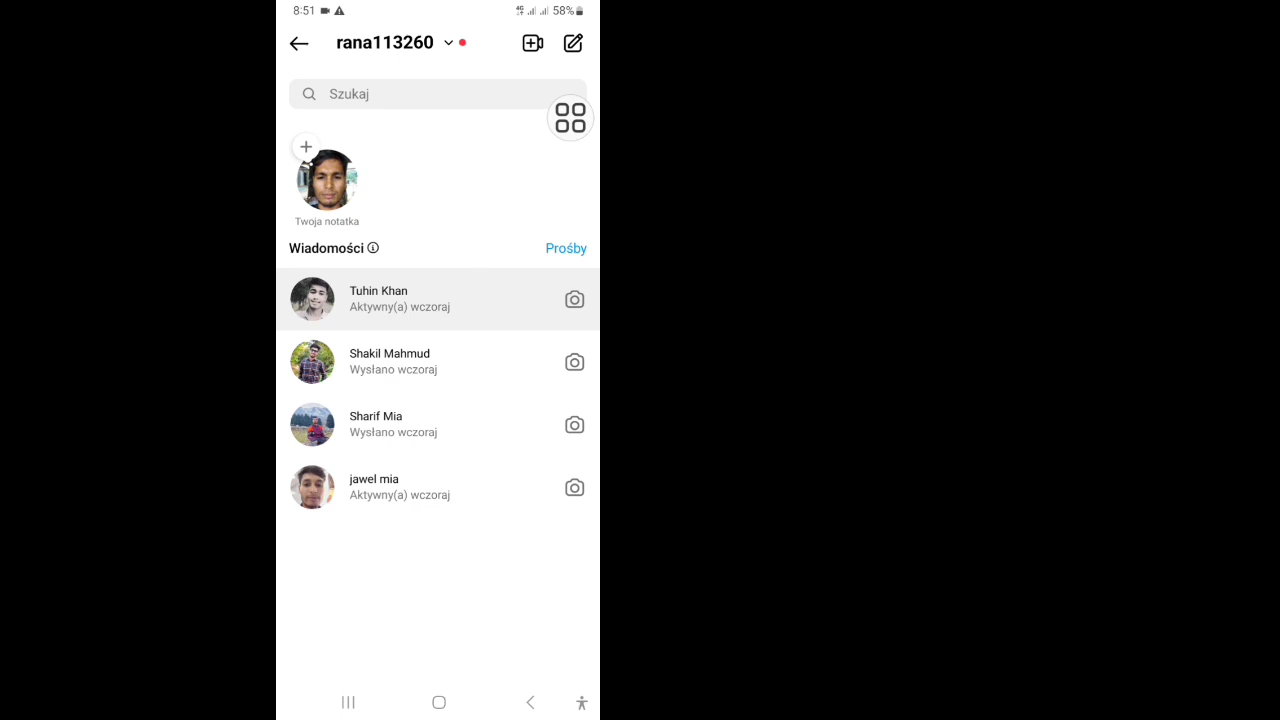 8:51 4G 58%
rana113260
Szukaj
Twoja notatka
Wiadomości Prośby
Tuhin Khan
Aktywny(a) wczoraj
Shakil Mahmud
Wysłano wczoraj
Sharif Mia
Wysłano wczoraj
jawel mia
Aktywny(a) wczoraj